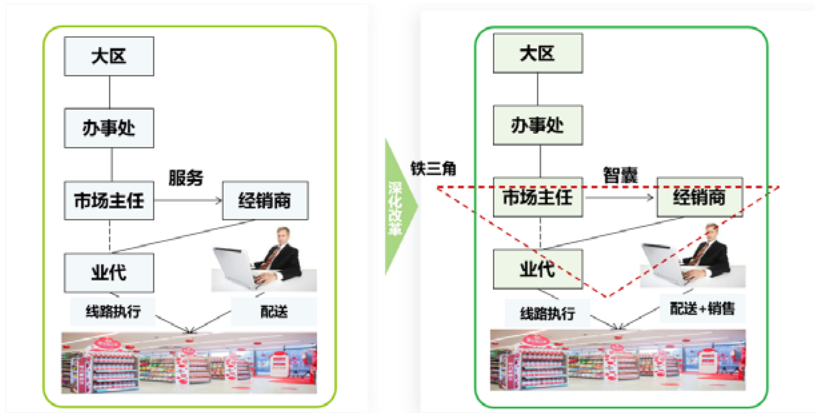 大区
办事处
服务
市场主任
经销商
业代
线路执行
配送
深化改革
大区
办事处
铁三角
智囊
市场主任
经销商
业代
线路执行
配送+销售